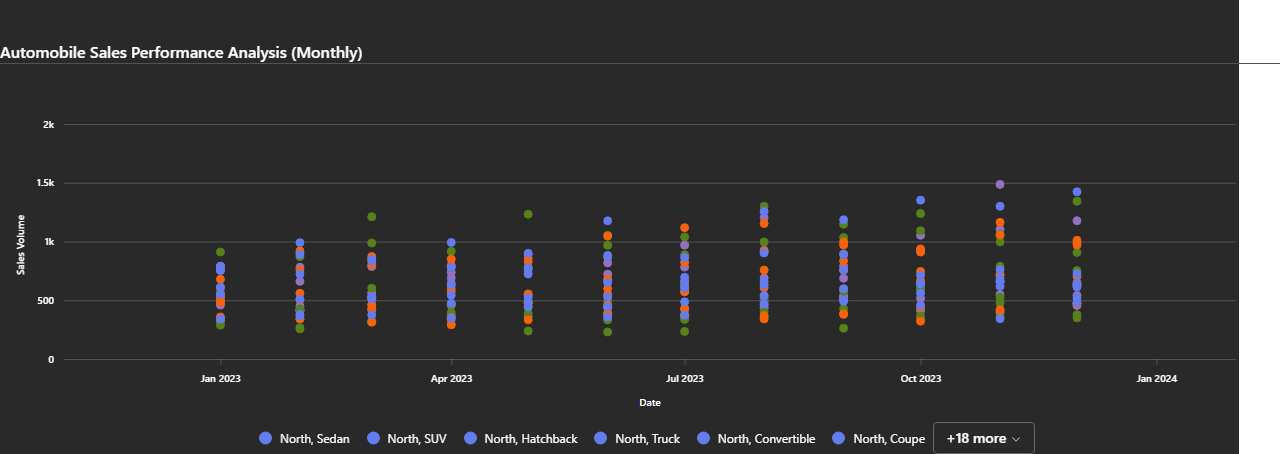 Automobile Sales Performance Analysis (Monthly)
2k
1.5k
1k
500
0
Sales Volume
Jan 2023 Apr 2023 Jul 2023 Oct 2023 Jan 2024
Date
North, Sedan North, SUV North, Hatchback North, Truck North, Convertible North, Coupe +18 more